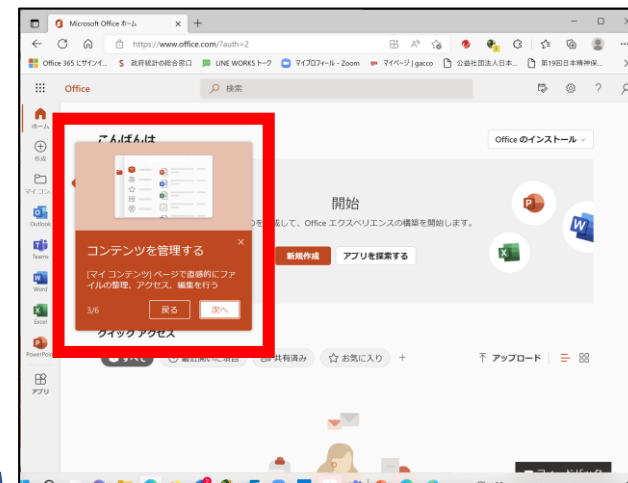 Microsoft Office ホーム
https://www.office.com/?auth=2
Office 365 にサインイ...
政府統計の総合窓口
LINE WORKS トーク
マイプロフィール - Zoom
マイページ | gacco
公益社団法人日本...
第19回日本精神保...
Office
検索
ホーム
こんばんは
Office のインストール
作成
マイ コン...
開始
成して、Office エクスペリエンスの構築を開始します。
Outlook
Teams
コンテンツを管理する
新規作成
アプリを探索する
[マイ コンテンツ] ページで直感的にファ
イルの整理、アクセス、編集を行う
Word
3/6
戻る
次へ
Excel
クイック アクセス
PowerPoint
共有済み
お気に入り
アップロード
アプリ